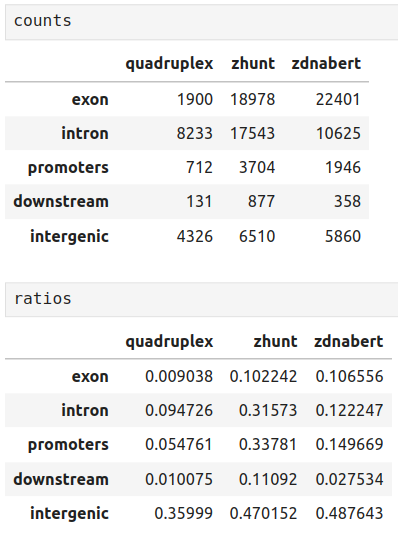 counts
quadruplex zhunt zdnabert
exon 1900 18978 22401
intron 8233 17543 10625
promoters 712 3704 1946
downstream 131 877 358
intergenic 4326 6510 5860
ratios
quadruplex zhunt zdnabert
exon 0.009038 0.102242 0.106556
intron 0.094726 0.31573 0.122247
promoters 0.054761 0.33781 0.149669
downstream 0.010075 0.11092 0.027534
intergenic 0.35999 0.470152 0.487643